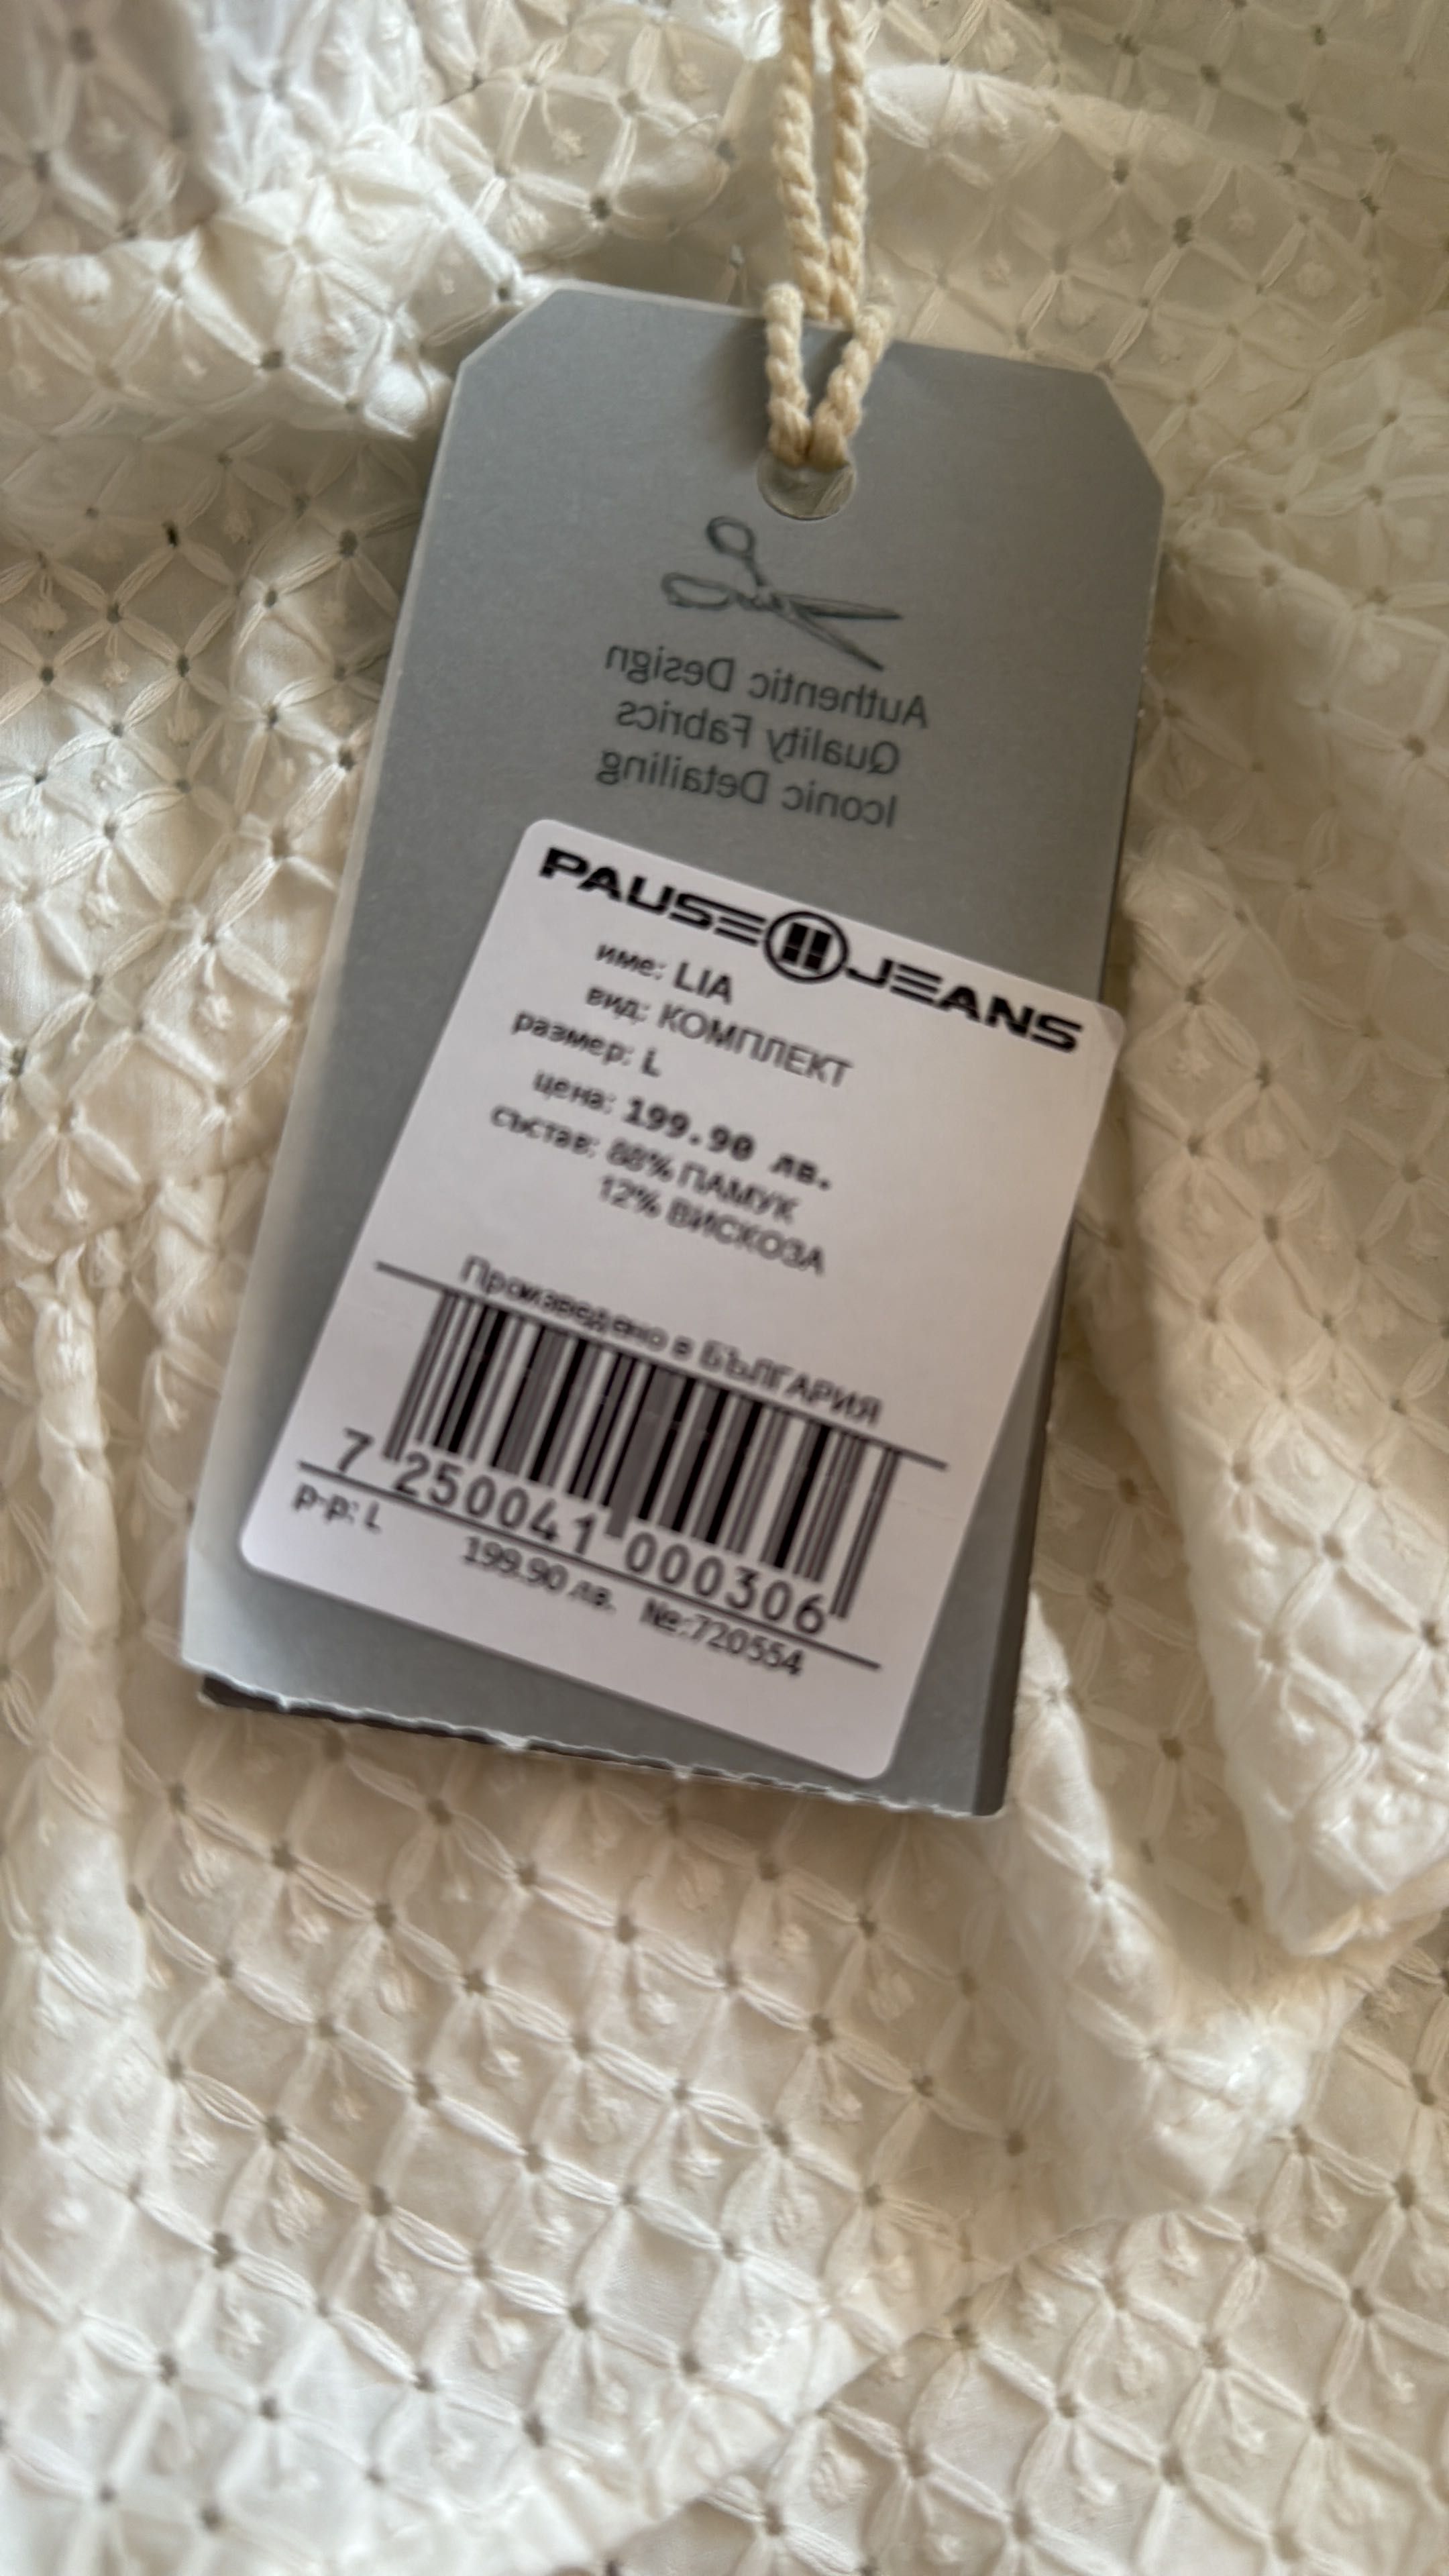 Authentic Design
Quality Fabrics
Iconic Detailing
PAUSE JEANS
име: LIA
вид: КОМПЛЕКТ
размер: L
цена: 199.90 лв.
състав: 88% ПАМУК
12% ВИСКОЗА
Произведено в БЪЛГАРИЯ
7 250041 000306
р-р: L 199.90 лв. №:720554